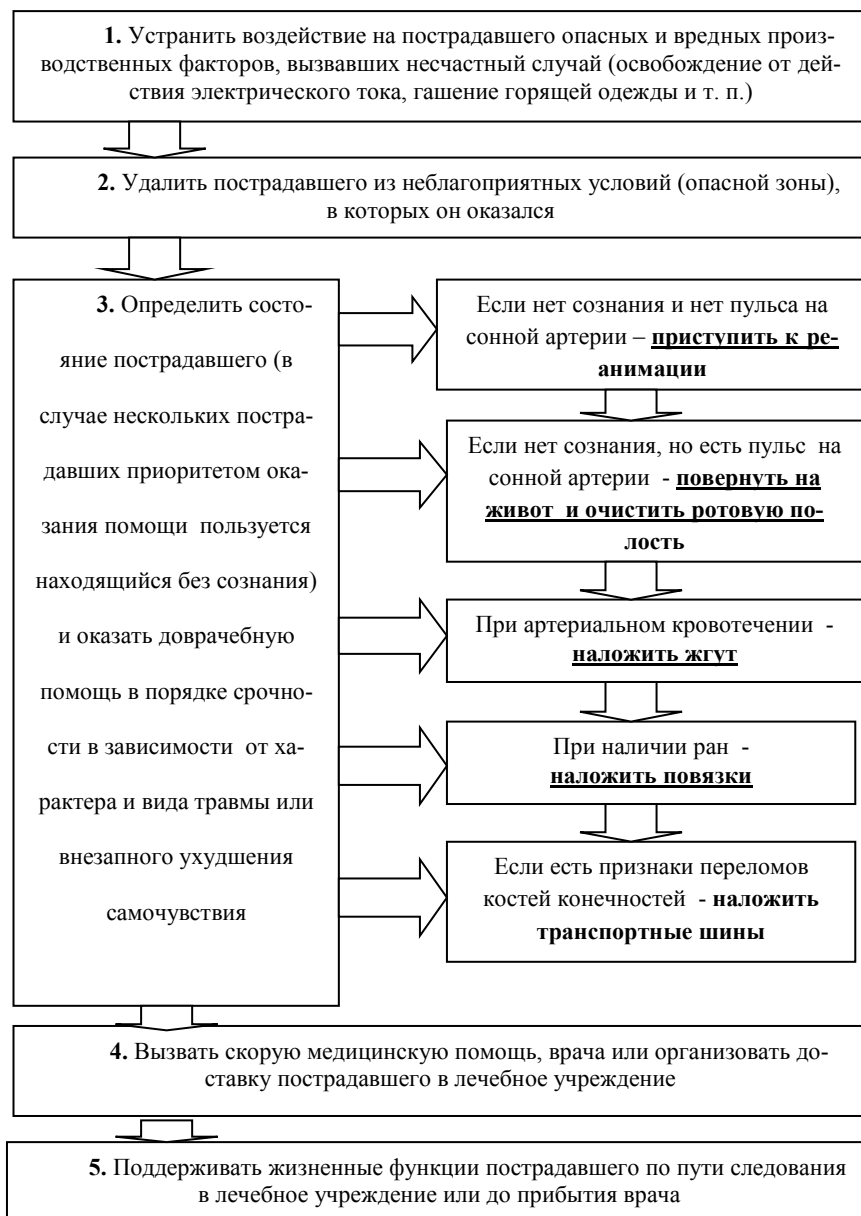 1. Устранить воздействие на пострадавшего опасных и вредных произ-
водственных факторов, вызвавших несчастный случай (освобождение от дей-
ствия электрического тока, гашение горящей одежды и т. п.)
2. Удалить пострадавшего из неблагоприятных условий (опасной зоны),
в которых он оказался
3. Определить состо-
яние пострадавшего (в
случае нескольких постра-
давших приоритетом ока-
зания помощи пользуется
находящийся без сознания)
и оказать доврачебную
помощь в порядке срочно-
сти в зависимости от ха-
рактера и вида травмы или
внезапного ухудшения
самочувствия
Если нет сознания и нет пульса на
сонной артерии – приступить к ре-
анимации
Если нет сознания, но есть пульс на
сонной артерии - повернуть на
живот и очистить ротовую по-
лость
При артериальном кровотечении -
наложить жгут
При наличии ран -
наложить повязки
Если есть признаки переломов
костей конечностей - наложить
транспортные шины
4. Вызвать скорую медицинскую помощь, врача или организовать до-
ставку пострадавшего в лечебное учреждение
5. Поддерживать жизненные функции пострадавшего по пути следования
в лечебное учреждение или до прибытия врача